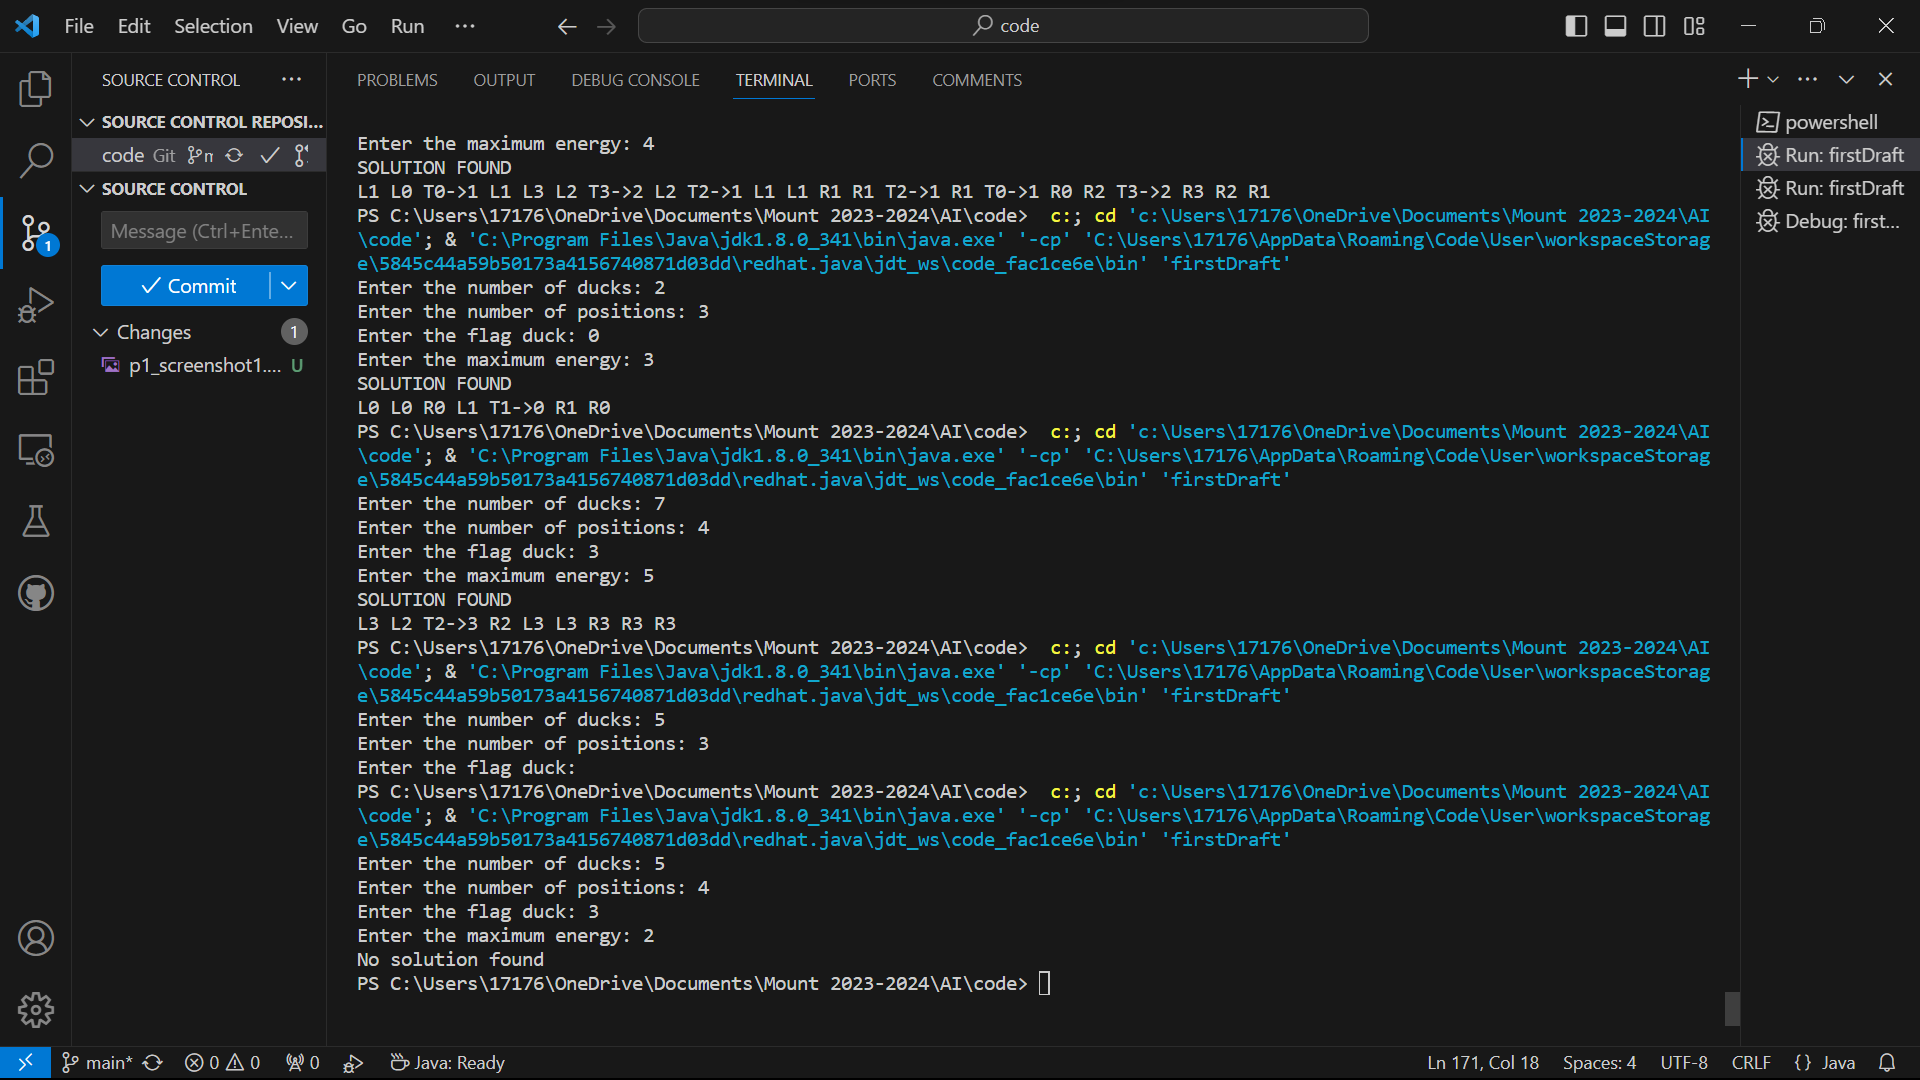 File Edit Selection View Go Run ··· code
SOURCE CONTROL ···
SOURCE CONTROL REPOSI...
code Git
SOURCE CONTROL
Message (Ctrl+Ente...
Commit
Changes 1
p1_screenshot1.... U
1
PROBLEMS OUTPUT DEBUG CONSOLE TERMINAL PORTS COMMENTS
Enter the maximum energy: 4
SOLUTION FOUND
L1 L0 T0->1 L1 L3 L2 T3->2 L2 T2->1 L1 L1 R1 R1 T2->1 R1 T0->1 R0 R2 T3->2 R3 R2 R1
PS C:\Users\17176\OneDrive\Documents\Mount 2023-2024\AI\code>  c:; cd 'c:\Users\17176\OneDrive\Documents\Mount 2023-2024\AI
\code'; & 'C:\Program Files\Java\jdk1.8.0_341\bin\java.exe' '-cp' 'C:\Users\17176\AppData\Roaming\Code\User\workspaceStorag
e\5845c44a59b50173a4156740871d03dd\redhat.java\jdt_ws\code_fac1ce6e\bin' 'firstDraft'
Enter the number of ducks: 2
Enter the number of positions: 3
Enter the flag duck: 0
Enter the maximum energy: 3
SOLUTION FOUND
L0 L0 R0 L1 T1->0 R1 R0
PS C:\Users\17176\OneDrive\Documents\Mount 2023-2024\AI\code>  c:; cd 'c:\Users\17176\OneDrive\Documents\Mount 2023-2024\AI
\code'; & 'C:\Program Files\Java\jdk1.8.0_341\bin\java.exe' '-cp' 'C:\Users\17176\AppData\Roaming\Code\User\workspaceStorag
e\5845c44a59b50173a4156740871d03dd\redhat.java\jdt_ws\code_fac1ce6e\bin' 'firstDraft'
Enter the number of ducks: 7
Enter the number of positions: 4
Enter the flag duck: 3
Enter the maximum energy: 5
SOLUTION FOUND
L3 L2 T2->3 R2 L3 L3 R3 R3 R3
PS C:\Users\17176\OneDrive\Documents\Mount 2023-2024\AI\code>  c:; cd 'c:\Users\17176\OneDrive\Documents\Mount 2023-2024\AI
\code'; & 'C:\Program Files\Java\jdk1.8.0_341\bin\java.exe' '-cp' 'C:\Users\17176\AppData\Roaming\Code\User\workspaceStorag
e\5845c44a59b50173a4156740871d03dd\redhat.java\jdt_ws\code_fac1ce6e\bin' 'firstDraft'
Enter the number of ducks: 5
Enter the number of positions: 3
Enter the flag duck:
PS C:\Users\17176\OneDrive\Documents\Mount 2023-2024\AI\code>  c:; cd 'c:\Users\17176\OneDrive\Documents\Mount 2023-2024\AI
\code'; & 'C:\Program Files\Java\jdk1.8.0_341\bin\java.exe' '-cp' 'C:\Users\17176\AppData\Roaming\Code\User\workspaceStorag
e\5845c44a59b50173a4156740871d03dd\redhat.java\jdt_ws\code_fac1ce6e\bin' 'firstDraft'
Enter the number of ducks: 5
Enter the number of positions: 4
Enter the flag duck: 3
Enter the maximum energy: 2
No solution found
PS C:\Users\17176\OneDrive\Documents\Mount 2023-2024\AI\code>
powershell
Run: firstDraft
Run: firstDraft
Debug: first...
main* 0 0 0 Java: Ready Ln 171, Col 18 Spaces: 4 UTF-8 CRLF {} Java